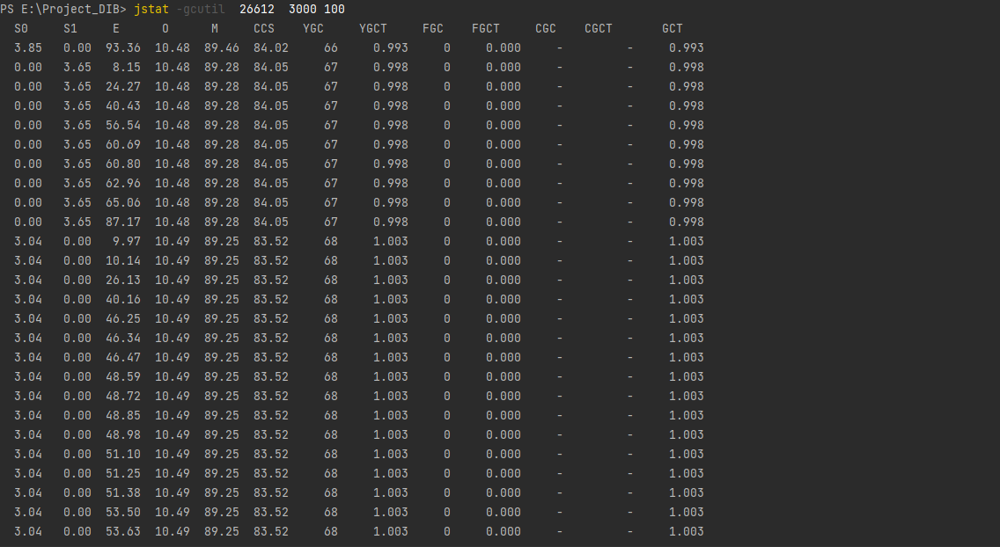 PS E:\Project_DIB> jstat -gcutil  26612  3000 100
  S0     S1     E      O      M     CCS    YGC     YGCT     FGC    FGCT     CGC    CGCT       GCT
  3.85   0.00  93.36  10.48  89.46  84.02     66     0.993     0     0.000     -         -     0.993
  0.00   3.65   8.15  10.48  89.28  84.05     67     0.998     0     0.000     -         -     0.998
  0.00   3.65  24.27  10.48  89.28  84.05     67     0.998     0     0.000     -         -     0.998
  0.00   3.65  40.43  10.48  89.28  84.05     67     0.998     0     0.000     -         -     0.998
  0.00   3.65  56.54  10.48  89.28  84.05     67     0.998     0     0.000     -         -     0.998
  0.00   3.65  60.69  10.48  89.28  84.05     67     0.998     0     0.000     -         -     0.998
  0.00   3.65  60.80  10.48  89.28  84.05     67     0.998     0     0.000     -         -     0.998
  0.00   3.65  62.96  10.48  89.28  84.05     67     0.998     0     0.000     -         -     0.998
  0.00   3.65  65.06  10.48  89.28  84.05     67     0.998     0     0.000     -         -     0.998
  0.00   3.65  87.17  10.48  89.28  84.05     67     0.998     0     0.000     -         -     0.998
  3.04   0.00   9.97  10.49  89.25  83.52     68     1.003     0     0.000     -         -     1.003
  3.04   0.00  10.14  10.49  89.25  83.52     68     1.003     0     0.000     -         -     1.003
  3.04   0.00  26.13  10.49  89.25  83.52     68     1.003     0     0.000     -         -     1.003
  3.04   0.00  40.16  10.49  89.25  83.52     68     1.003     0     0.000     -         -     1.003
  3.04   0.00  46.25  10.49  89.25  83.52     68     1.003     0     0.000     -         -     1.003
  3.04   0.00  46.34  10.49  89.25  83.52     68     1.003     0     0.000     -         -     1.003
  3.04   0.00  46.47  10.49  89.25  83.52     68     1.003     0     0.000     -         -     1.003
  3.04   0.00  48.59  10.49  89.25  83.52     68     1.003     0     0.000     -         -     1.003
  3.04   0.00  48.72  10.49  89.25  83.52     68     1.003     0     0.000     -         -     1.003
  3.04   0.00  48.85  10.49  89.25  83.52     68     1.003     0     0.000     -         -     1.003
  3.04   0.00  48.98  10.49  89.25  83.52     68     1.003     0     0.000     -         -     1.003
  3.04   0.00  51.10  10.49  89.25  83.52     68     1.003     0     0.000     -         -     1.003
  3.04   0.00  51.25  10.49  89.25  83.52     68     1.003     0     0.000     -         -     1.003
  3.04   0.00  51.38  10.49  89.25  83.52     68     1.003     0     0.000     -         -     1.003
  3.04   0.00  53.50  10.49  89.25  83.52     68     1.003     0     0.000     -         -     1.003
  3.04   0.00  53.63  10.49  89.25  83.52     68     1.003     0     0.000     -         -     1.003